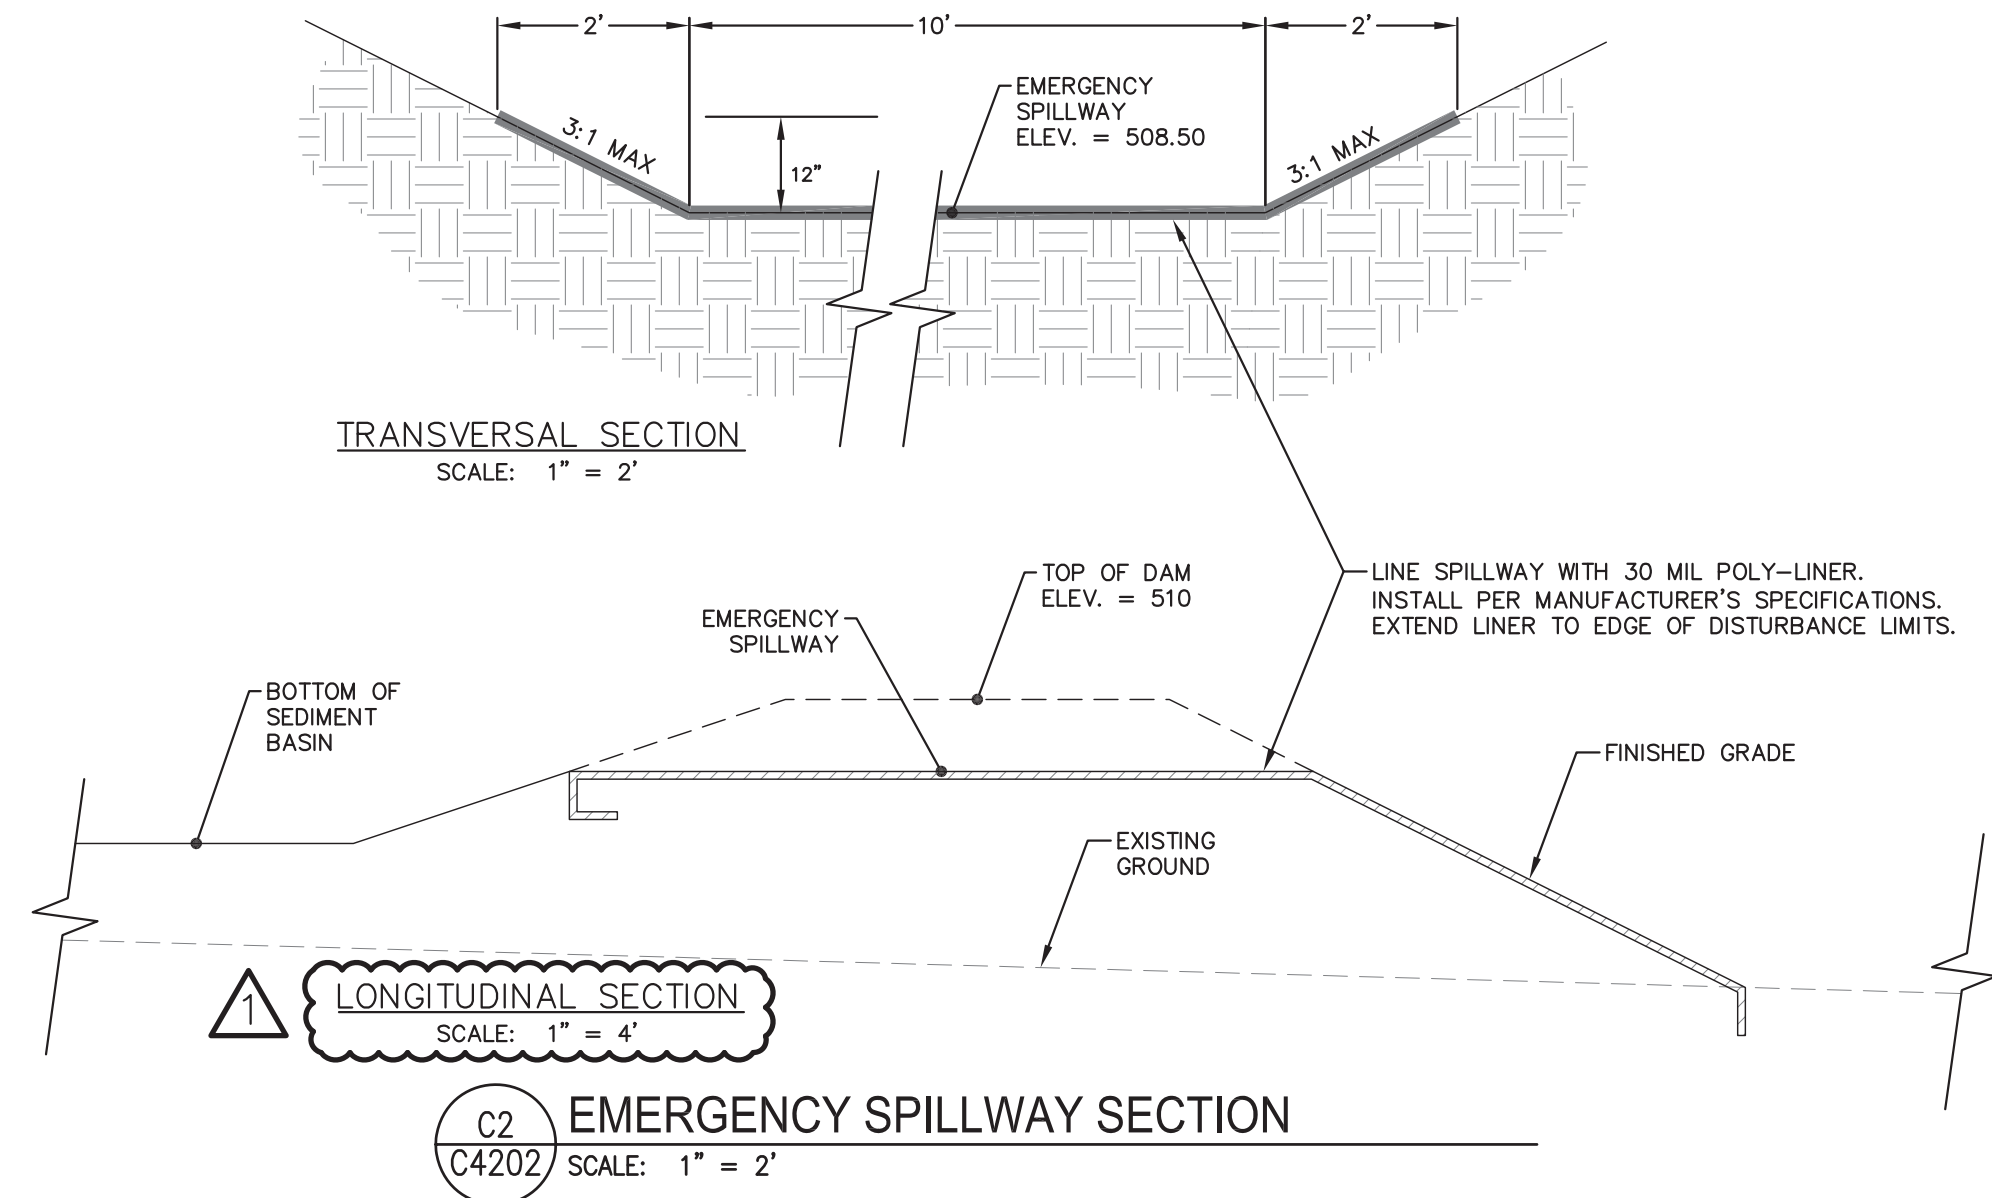 2'
10'
2'
EMERGENCY
SPILLWAY
ELEV. = 508.50
3:1 MAX
3:1 MAX
12"
TRANSVERSAL SECTION
SCALE: 1" = 2'
TOP OF DAM
ELEV. = 510
LINE SPILLWAY WITH 30 MIL POLY-LINER.
INSTALL PER MANUFACTURER'S SPECIFICATIONS.
EXTEND LINER TO EDGE OF DISTURBANCE LIMITS.
EMERGENCY
SPILLWAY
BOTTOM OF
SEDIMENT
BASIN
FINISHED GRADE
EXISTING
GROUND
1
LONGITUDINAL SECTION
SCALE: 1" = 4'
C2
C4202
EMERGENCY SPILLWAY SECTION
SCALE: 1" = 2'